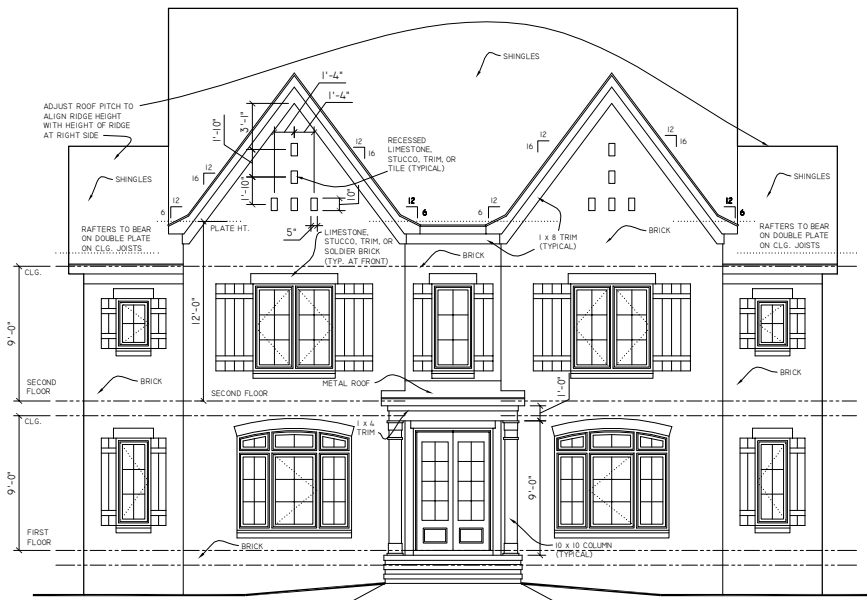 SHINGLES
1'-4"
1'-4"
ADJUST ROOF PITCH TO
ALIGN RIDGE HEIGHT
WITH HEIGHT OF RIDGE
AT RIGHT SIDE
3'-1"
1'-10"
1'-10"
RECESSED
LIMESTONE,
STUCCO, TRIM, OR
TILE (TYPICAL)
12
16
12
16
12
16
12
16
SHINGLES
SHINGLES
10"
5"
12
6
12
6
12
6
12
6
PLATE HT.
RAFTERS TO BEAR
ON DOUBLE PLATE
ON CLG. JOISTS
LIMESTONE,
STUCCO, TRIM, OR
SOLDIER BRICK
(TYP. AT FRONT)
1 x 8 TRIM
(TYPICAL)
BRICK
BRICK
RAFTERS TO BEAR
ON DOUBLE PLATE
ON CLG. JOISTS
CLG.
9'-0"
12'-0"
SECOND
FLOOR
BRICK
SECOND FLOOR
METAL ROOF
1'-0"
BRICK
CLG.
1 x 4
TRIM
9'-0"
9'-0"
FIRST
FLOOR
BRICK
10 x 10 COLUMN
(TYPICAL)